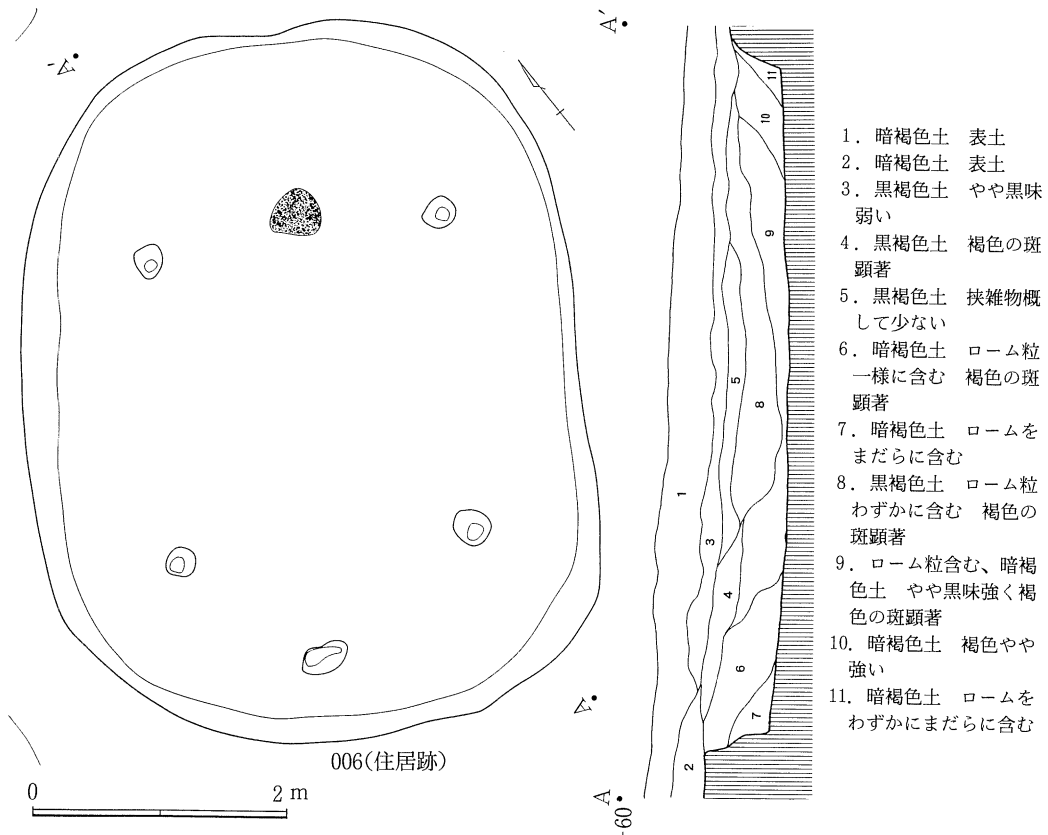 A′
A′
11
10
9
5
8
1
3
4
6
7
2
A
A
-60
006(住居跡)
0 2 m
1. 暗褐色土 表土
2. 暗褐色土 表土
3. 黒褐色土 やや黒味
弱い
4. 黒褐色土 褐色の斑
顕著
5. 黒褐色土 挟雑物概
して少ない
6. 暗褐色土 ローム粒
一様に含む 褐色の斑
顕著
7. 暗褐色土 ロームを
まだらに含む
8. 黒褐色土 ローム粒
わずかに含む 褐色の
斑顕著
9. ローム粒含む、暗褐
色土 やや黒味強く褐
色の斑顕著
10. 暗褐色土 褐色やや
強い
11. 暗褐色土 ロームを
わずかにまだらに含む